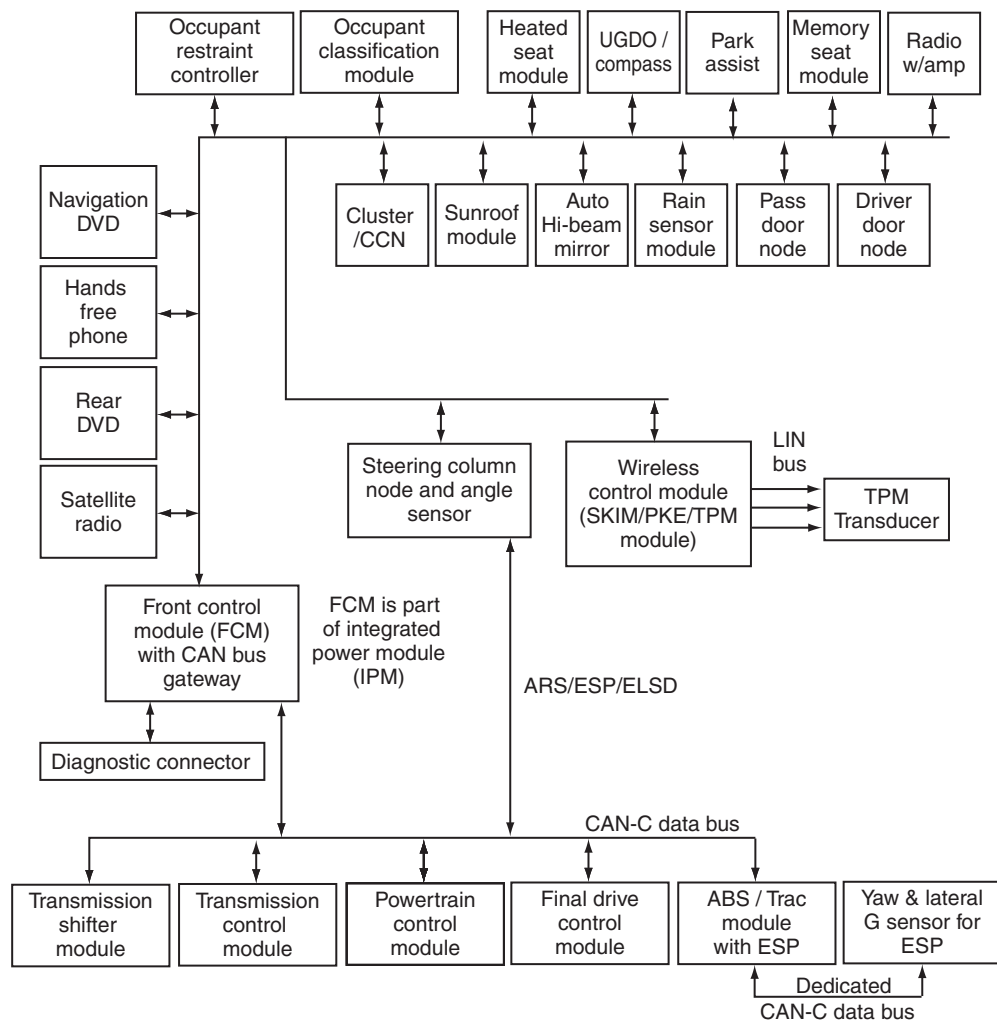 Occupant
restraint
controller
Occupant
classification
module
Heated
seat
module
UGDO /
compass
Park
assist
Memory
seat
module
Radio
w/amp
Navigation
DVD
Hands
free
phone
Rear
DVD
Satellite
radio
Cluster
/CCN
Sunroof
module
Auto
Hi-beam
mirror
Rain
sensor
module
Pass
door
node
Driver
door
node
Steering column
node and angle
sensor
Wireless
control module
(SKIM/PKE/TPM
module)
LIN
bus
TPM
Transducer
Front control
module (FCM)
with CAN bus
gateway
FCM is part
of integrated
power module
(IPM)
ARS/ESP/ELSD
Diagnostic connector
CAN-C data bus
Transmission
shifter
module
Transmission
control
module
Powertrain
control
module
Final drive
control
module
ABS / Trac
module
with ESP
Yaw & lateral
G sensor for
ESP
Dedicated
CAN-C data bus